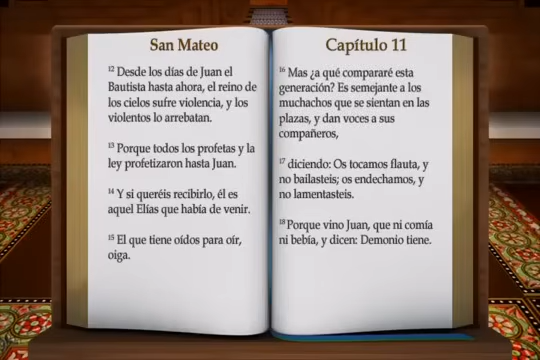 San Mateo
12 Desde los días de Juan el
Bautista hasta ahora, el reino de
los cielos sufre violencia, y los
violentos lo arrebatan.
13 Porque todos los profetas y la
ley profetizaron hasta Juan.
14 Y si queréis recibirlo, él es
aquel Elías que había de venir.
15 El que tiene oídos para oír,
oiga.
Capítulo 11
16 Mas ¿a qué compararé esta
generación? Es semejante a los
muchachos que se sientan en las
plazas, y dan voces a sus
compañeros,
17 diciendo: Os tocamos flauta, y
no bailasteis; os endechamos, y
no lamentasteis.
18 Porque vino Juan, que ni comía
ni bebía, y dicen: Demonio tiene.